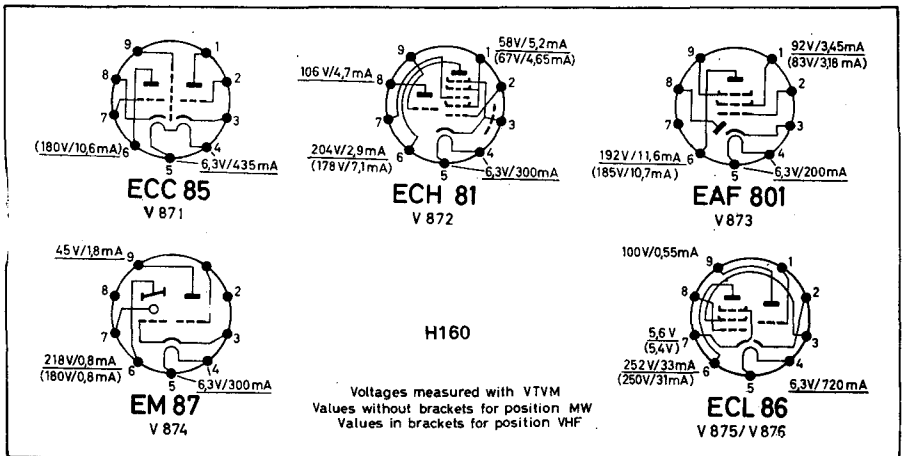 9
1
8
2
7
3
(180V/10,6mA)
6
4
5
6,3V/435mA
ECC 85
V 871
58V/5,2mA
(67V/4,65mA)
9
1
106V/4,7mA
8
2
7
3
204V/2,9mA
(178V/7,1mA)
6
4
5
6,3V/300mA
ECH 81
V 872
92V/3,45mA
(83V/3,18 mA)
9
1
8
2
7
3
192V/11,6mA
(185V/10,7mA)
6
4
5
6,3V/200mA
EAF 801
V 873
45V/1,8mA
9
1
8
2
7
3
218V/0,8mA
(180V/0,8mA)
6
4
5
6,3V/300mA
EM 87
V 874
H160
Voltages measured with VTVM
Values without brackets for position MW
Values in brackets for position VHF
100V/0,55mA
9
1
8
2
5,6V
(5,4V)
7
3
252V/33mA
(250V/31mA)
6
4
5
6,3V/720mA
ECL 86
V 875/ V 876